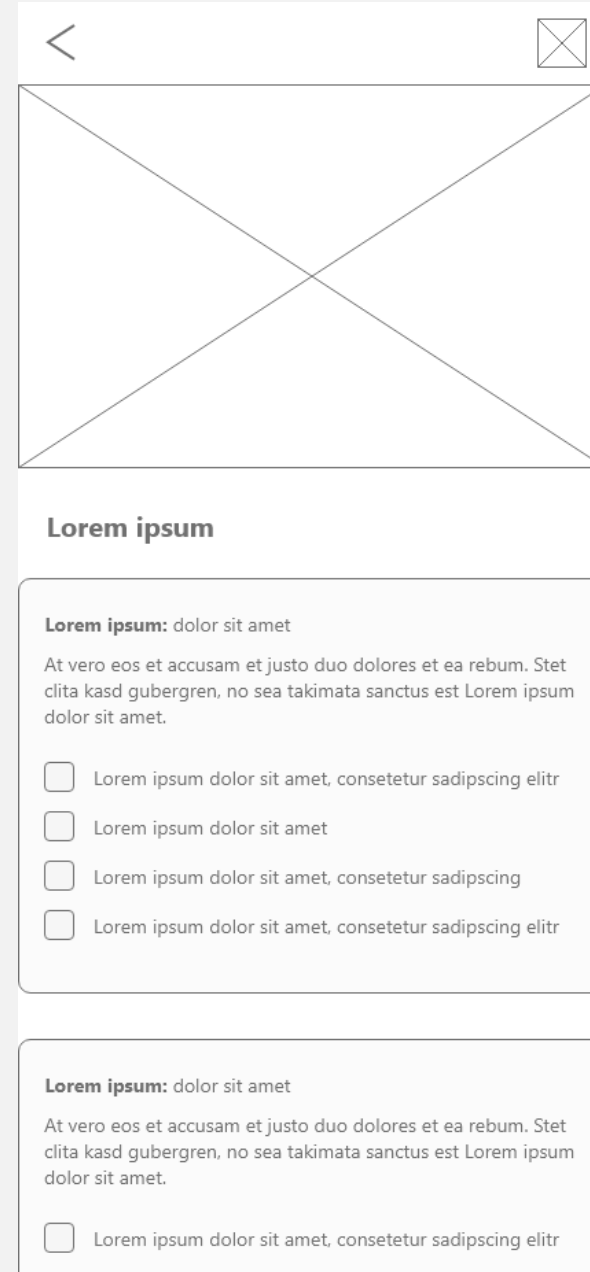 Lorem ipsum
Lorem ipsum: dolor sit amet
At vero eos et accusam et justo duo dolores et ea rebum. Stet
clita kasd gubergren, no sea takimata sanctus est Lorem ipsum
dolor sit amet.
Lorem ipsum dolor sit amet, consetetur sadipscing elitr
Lorem ipsum dolor sit amet
Lorem ipsum dolor sit amet, consetetur sadipscing
Lorem ipsum dolor sit amet, consetetur sadipscing elitr
Lorem ipsum: dolor sit amet
At vero eos et accusam et justo duo dolores et ea rebum. Stet
clita kasd gubergren, no sea takimata sanctus est Lorem ipsum
dolor sit amet.
Lorem ipsum dolor sit amet, consetetur sadipscing elitr